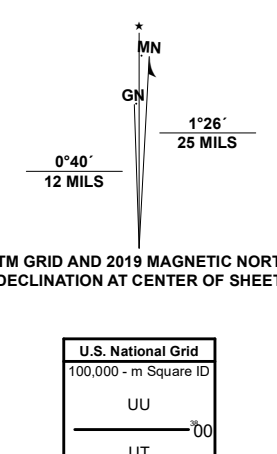 ★
MN
GN
1°26´
25 MILS
0°40´
12 MILS
TM GRID AND 2019 MAGNETIC NORT
DECLINATION AT CENTER OF SHEET
U.S. National Grid
100,000 - m Square ID
UU
3800
UT